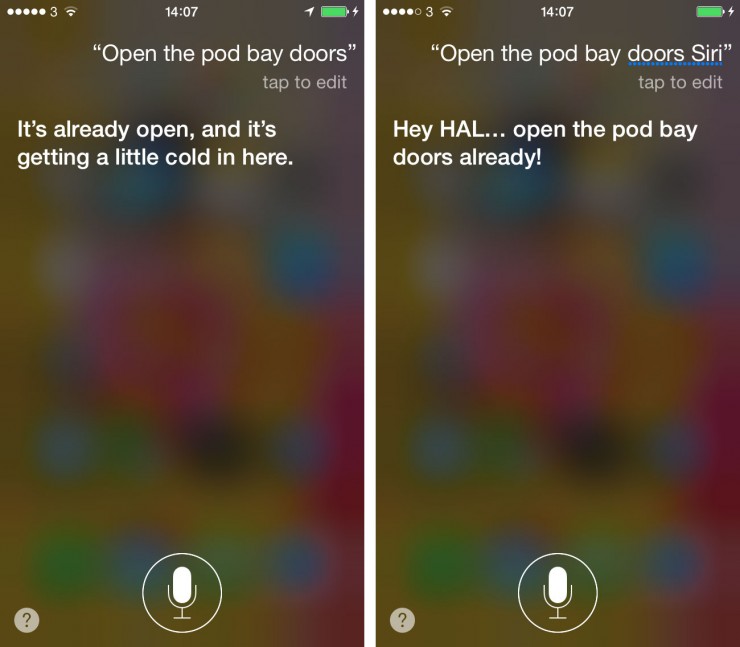 3 14:07
“Open the pod bay doors”
tap to edit
It’s already open, and it’s
getting a little cold in here.
?
3 14:07
“Open the pod bay doors Siri”
tap to edit
Hey HAL... open the pod bay
doors already!
?